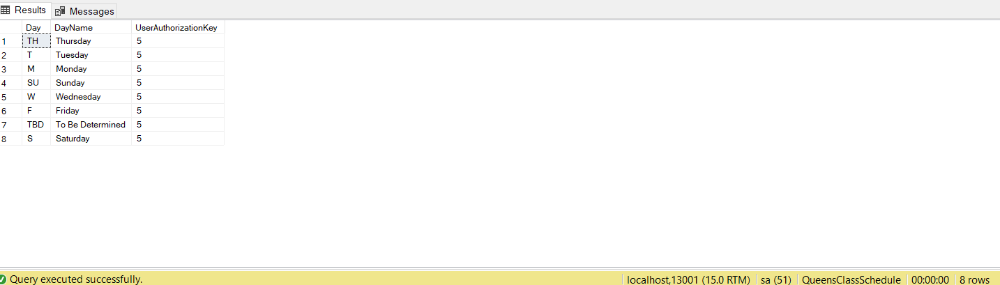 Results Messages
Day DayName UserAuthorizationKey
1 TH Thursday 5
2 T Tuesday 5
3 M Monday 5
4 SU Sunday 5
5 W Wednesday 5
6 F Friday 5
7 TBD To Be Determined 5
8 S Saturday 5
Query executed successfully. localhost,13001 (15.0 RTM) sa (51) QueensClassSchedule 00:00:00 8 rows